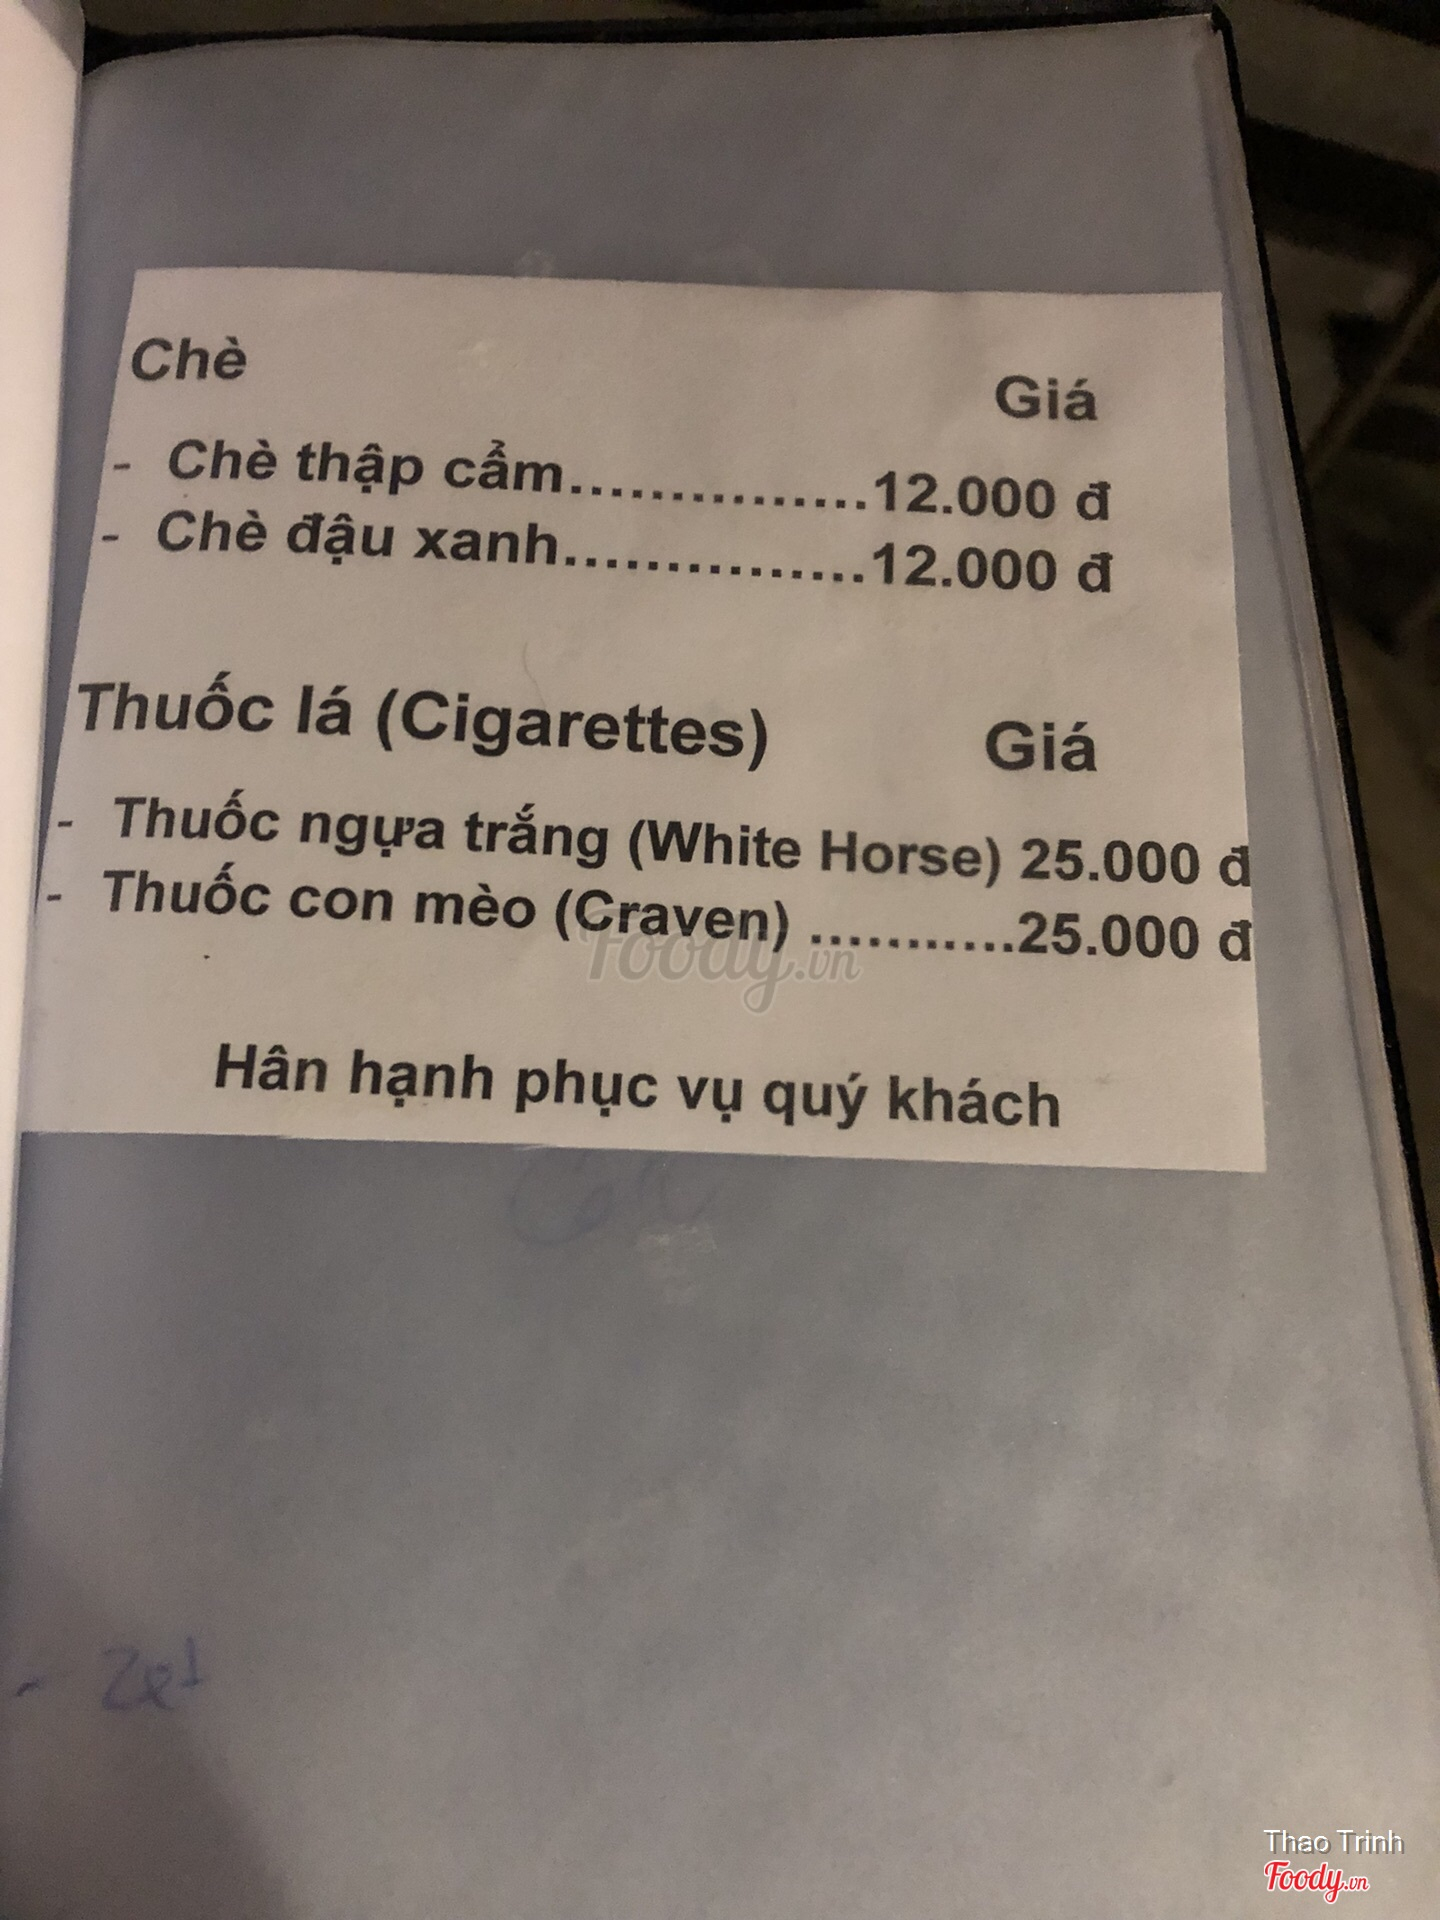 Chè Giá
- Chè thập cẩm...............12.000 đ
- Chè đậu xanh...............12.000 đ
Thuốc lá (Cigarettes) Giá
- Thuốc ngựa trắng (White Horse) 25.000 đ
- Thuốc con mèo (Craven) ...........25.000 đ
Foody.vn
Hân hạnh phục vụ quý khách
Thao Trinh
Foody.vn